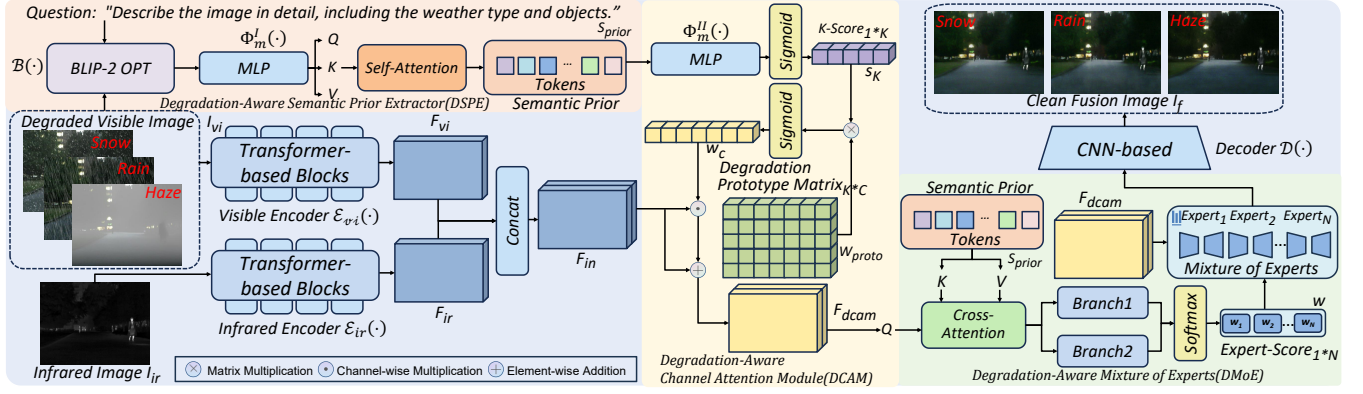 Question: "Describe the image in detail, including the weather type and objects."
B(·)
BLIP-2 OPT
Φ_m^I(·)
MLP
Q
K
V
Self-Attention
S_prior
Tokens
Semantic Prior
Degradation-Aware Semantic Prior Extractor(DSPE)
Degraded Visible Image
Snow
Rain
Haze
I_vi
Transformer-
based Blocks
Visible Encoder ℰ_vi(·)
F_vi
Transformer-
based Blocks
Infrared Encoder ℰ_ir(·)
F_ir
Infrared Image I_ir
Concat
F_in
Matrix Multiplication
Channel-wise Multiplication
Element-wise Addition
Φ_m^II(·)
MLP
Sigmoid
K-Score_1*K
s_K
Sigmoid
w_c
Degradation
Prototype Matrix_K*C
W_proto
F_dcam
Degradation-Aware
Channel Attention Module(DCAM)
Q
Snow
Rain
Haze
Clean Fusion Image I_f
CNN-based
Decoder D(·)
Semantic Prior
Tokens
S_prior
K
V
Cross-
Attention
F_dcam
Expert_1 Expert_2 Expert_N
Mixture of Experts
Branch1
Branch2
Softmax
w
w_1 w_2 ... w_N
Expert-Score_1*N
Degradation-Aware Mixture of Experts(DMoE)